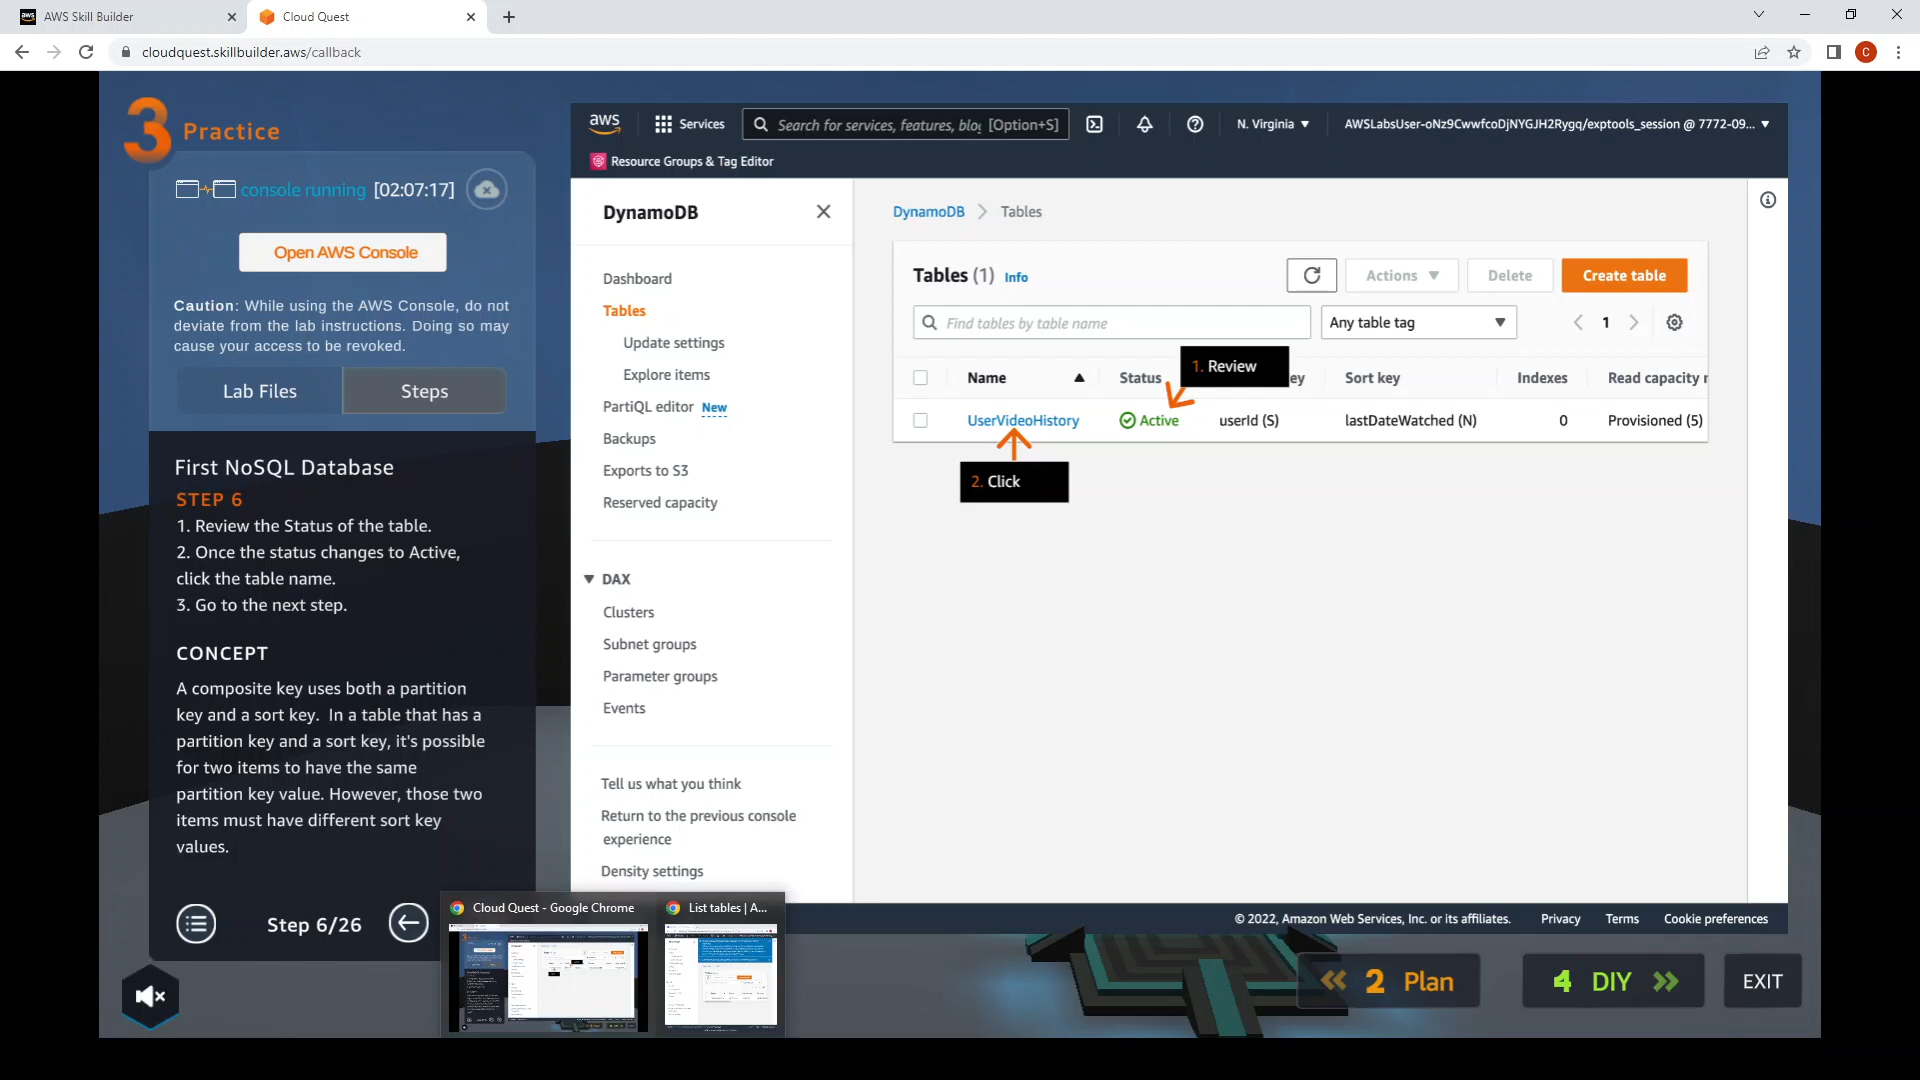 AWS Skill Builder
Cloud Quest
cloudquest.skillbuilder.aws/callback
C
3 Practice
console running [02:07:17]
Open AWS Console
Caution: While using the AWS Console, do not
deviate from the lab instructions. Doing so may
cause your access to be revoked.
Lab Files
Steps
First NoSQL Database
STEP 6
1. Review the Status of the table.
2. Once the status changes to Active,
click the table name.
3. Go to the next step.
CONCEPT
A composite key uses both a partition
key and a sort key. In a table that has a
partition key and a sort key, it's possible
for two items to have the same
partition key value. However, those two
items must have different sort key
values.
Step 6/26
aws
Services
Search for services, features, blog [Option+S]
N. Virginia
AWSLabsUser-oNz9CwwfcoDjNYGJH2Rygq/exptools_session @ 7772-09...
Resource Groups & Tag Editor
DynamoDB
Dashboard
Tables
Update settings
Explore items
PartiQL editor New
Backups
Exports to S3
Reserved capacity
DAX
Clusters
Subnet groups
Parameter groups
Events
Tell us what you think
Return to the previous console
experience
Density settings
DynamoDB > Tables
Tables (1) Info
Actions
Delete
Create table
Find tables by table name
Any table tag
1
Name
Status
1. Review
ey
Sort key
Indexes
Read capacity
UserVideoHistory
Active
userId (S)
lastDateWatched (N)
0
Provisioned (5)
2. Click
© 2022, Amazon Web Services, Inc. or its affiliates.
Privacy
Terms
Cookie preferences
Cloud Quest - Google Chrome
List tables | A...
2 Plan
4 DIY
EXIT